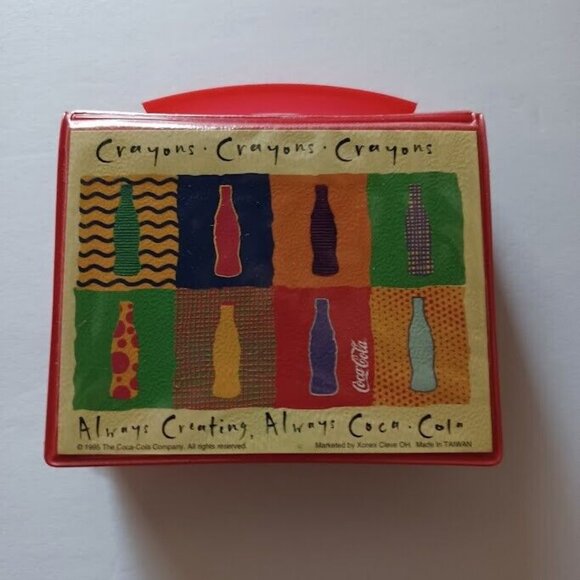 Crayons · Crayons · Crayons
Coca-Cola
Always Creating, Always Coca-Cola
© 1995 The Coca-Cola Company. All rights reserved.
Marketed by Xonex Cleve OH. Made in TAIWAN